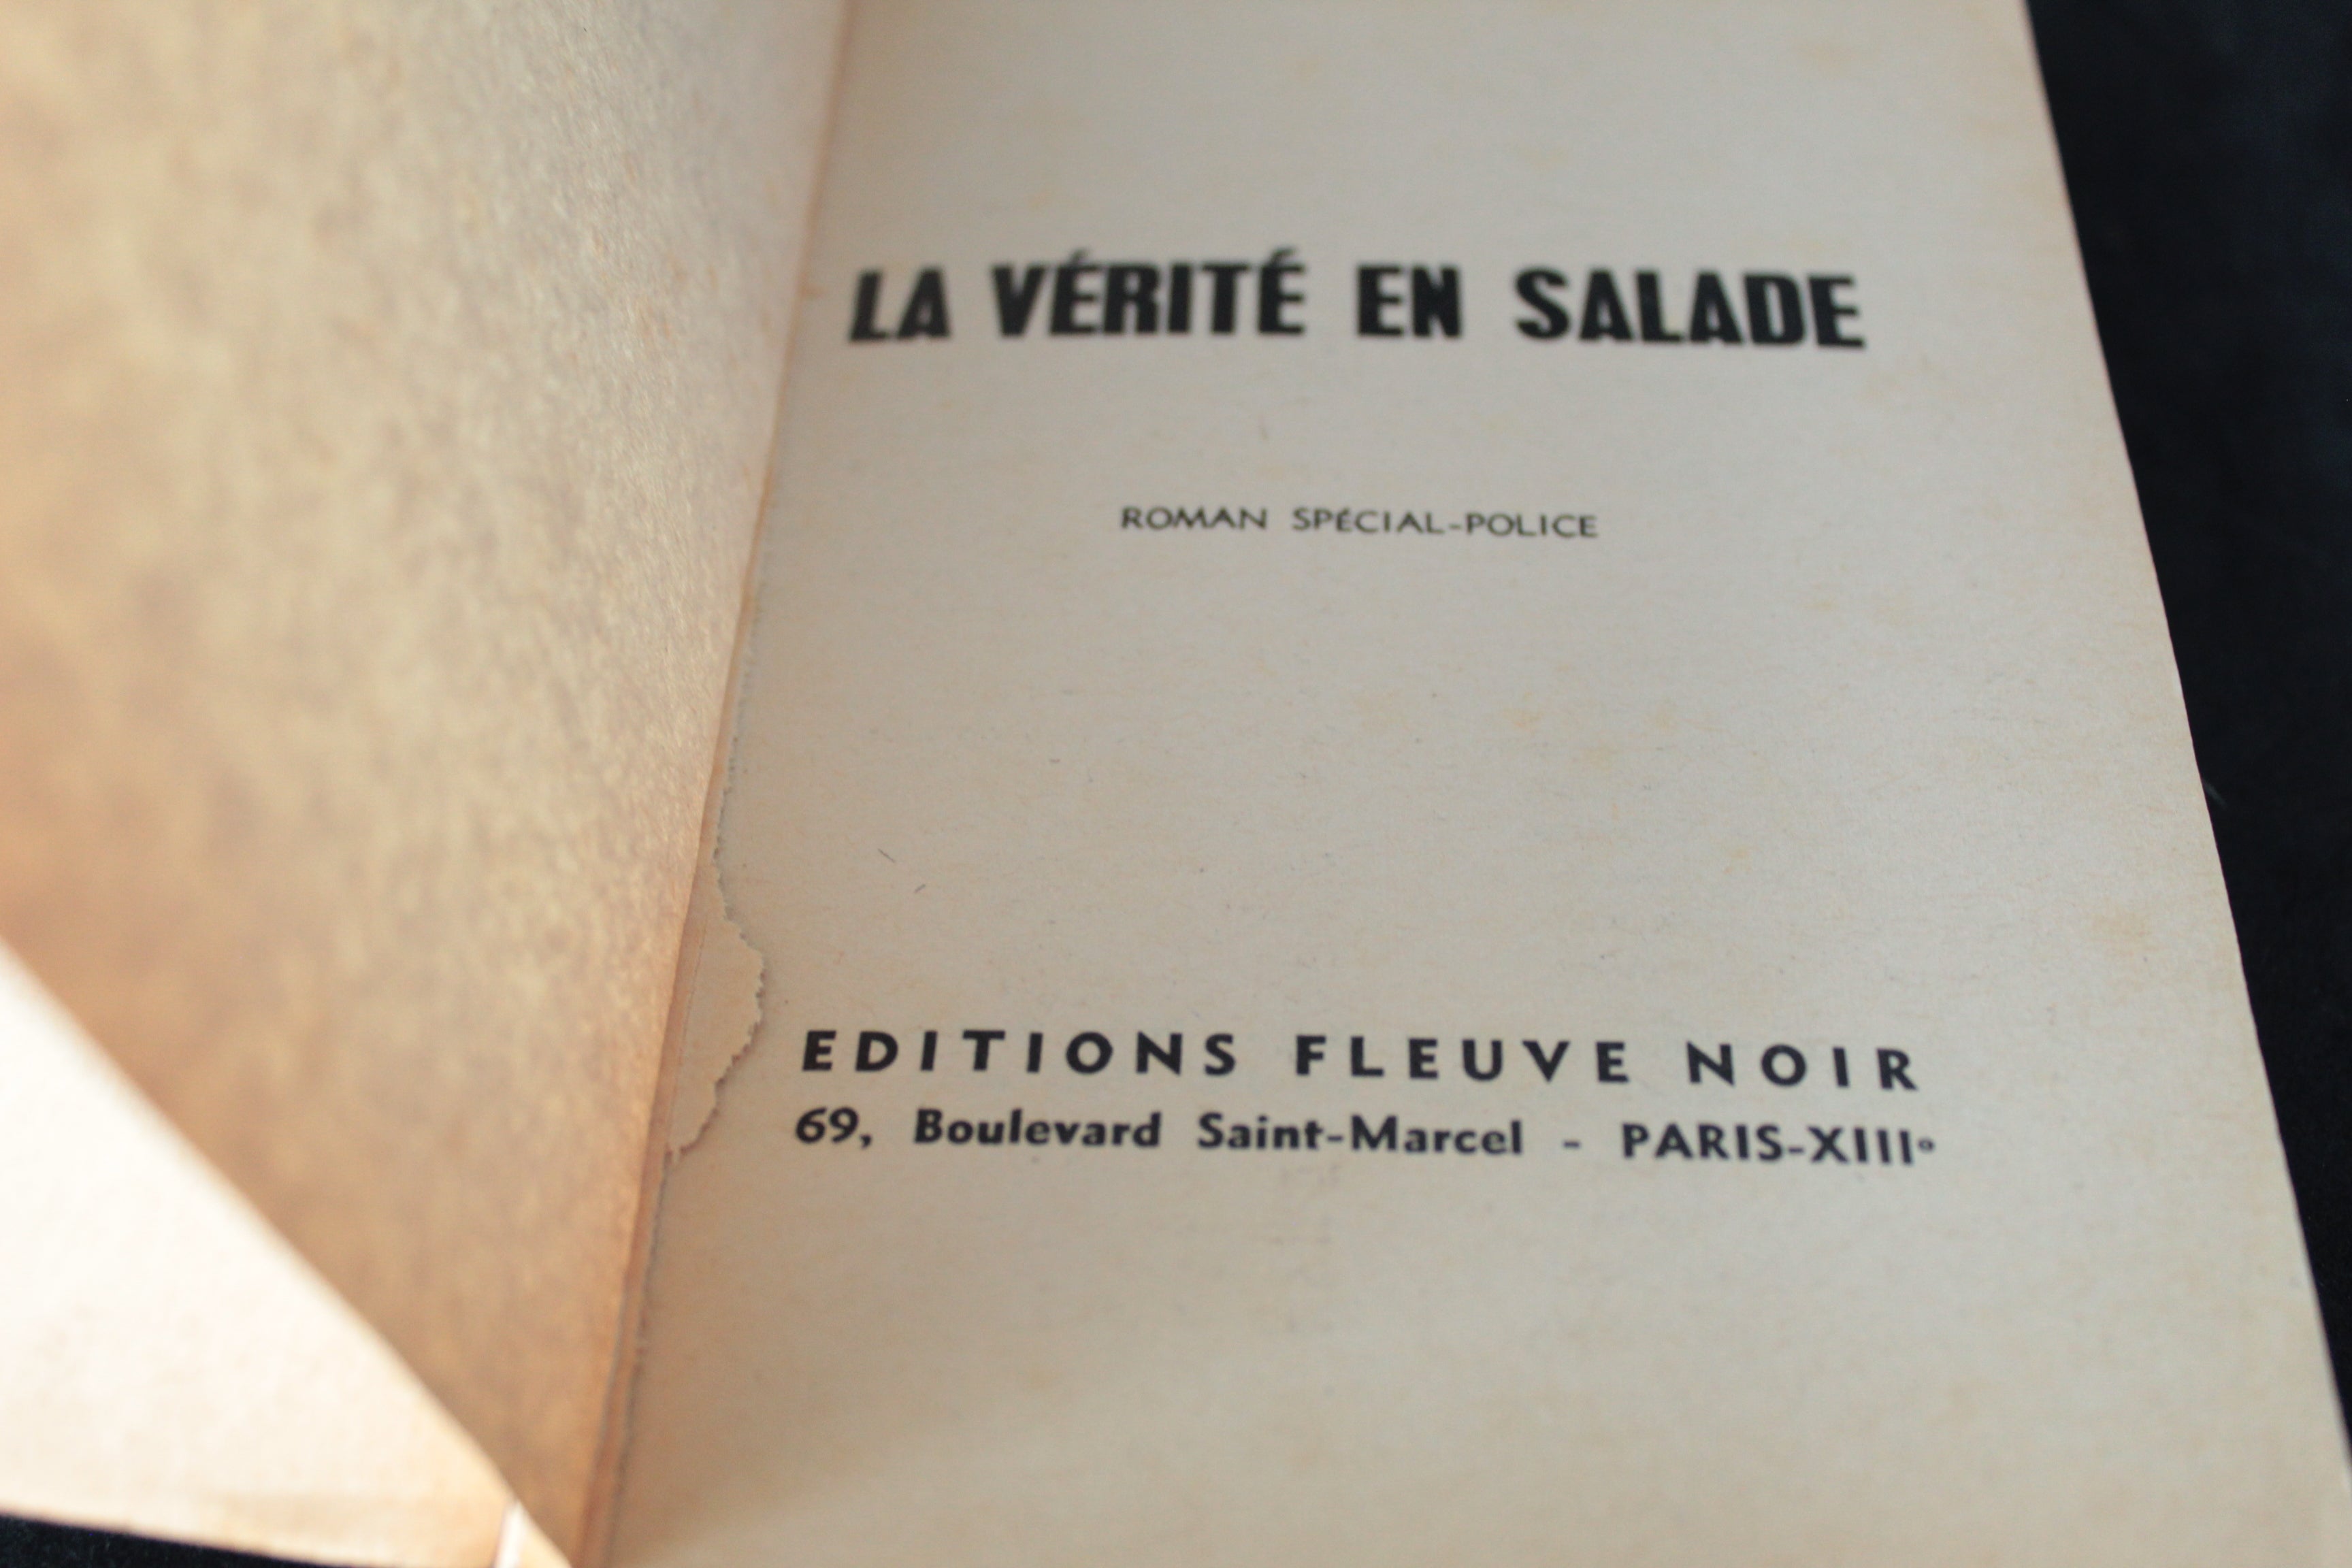 LA VÉRITÉ EN SALADE
ROMAN SPÉCIAL-POLICE
EDITIONS FLEUVE NOIR
69, Boulevard Saint-Marcel - PARIS-XIIIᵉ